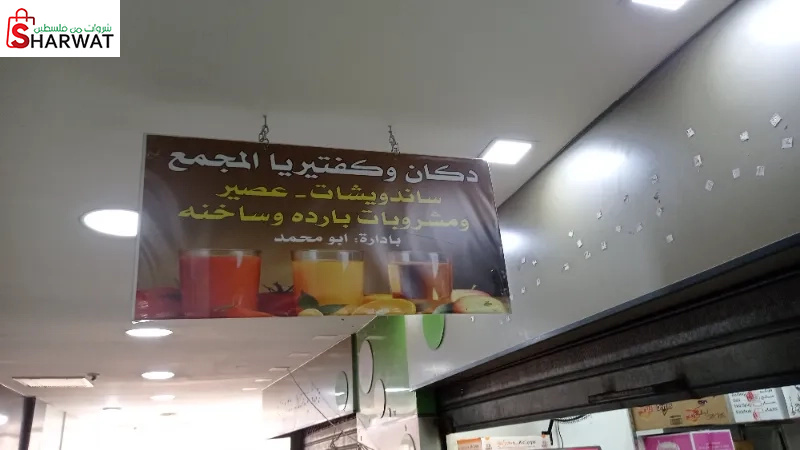 شروات من فلسطين
SHARWAT
دكان وكفتيريا المجمع
ساندويشات - عصير
ومشروبات بارده وساخنه
بادارة: ابو محمد